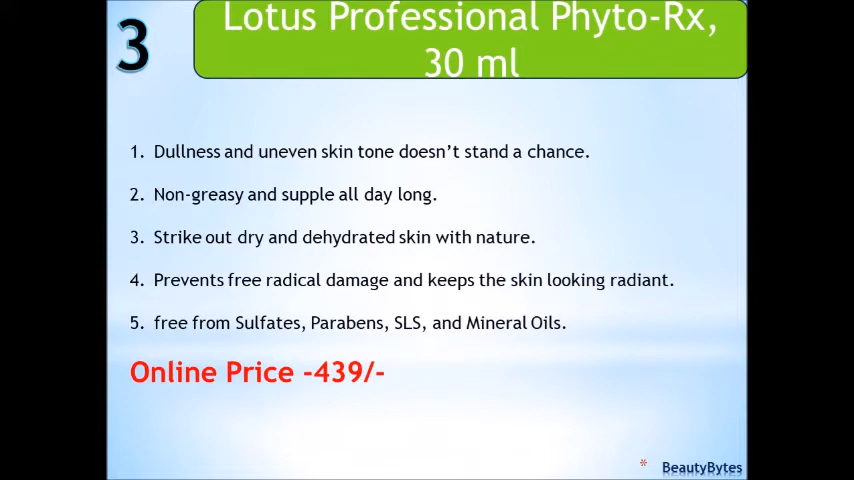 3
Lotus Professional Phyto-Rx,
30 ml
1. Dullness and uneven skin tone doesn't stand a chance.
2. Non-greasy and supple all day long.
3. Strike out dry and dehydrated skin with nature.
4. Prevents free radical damage and keeps the skin looking radiant.
5. free from Sulfates, Parabens, SLS, and Mineral Oils.
Online Price -439/-
* BeautyBytes